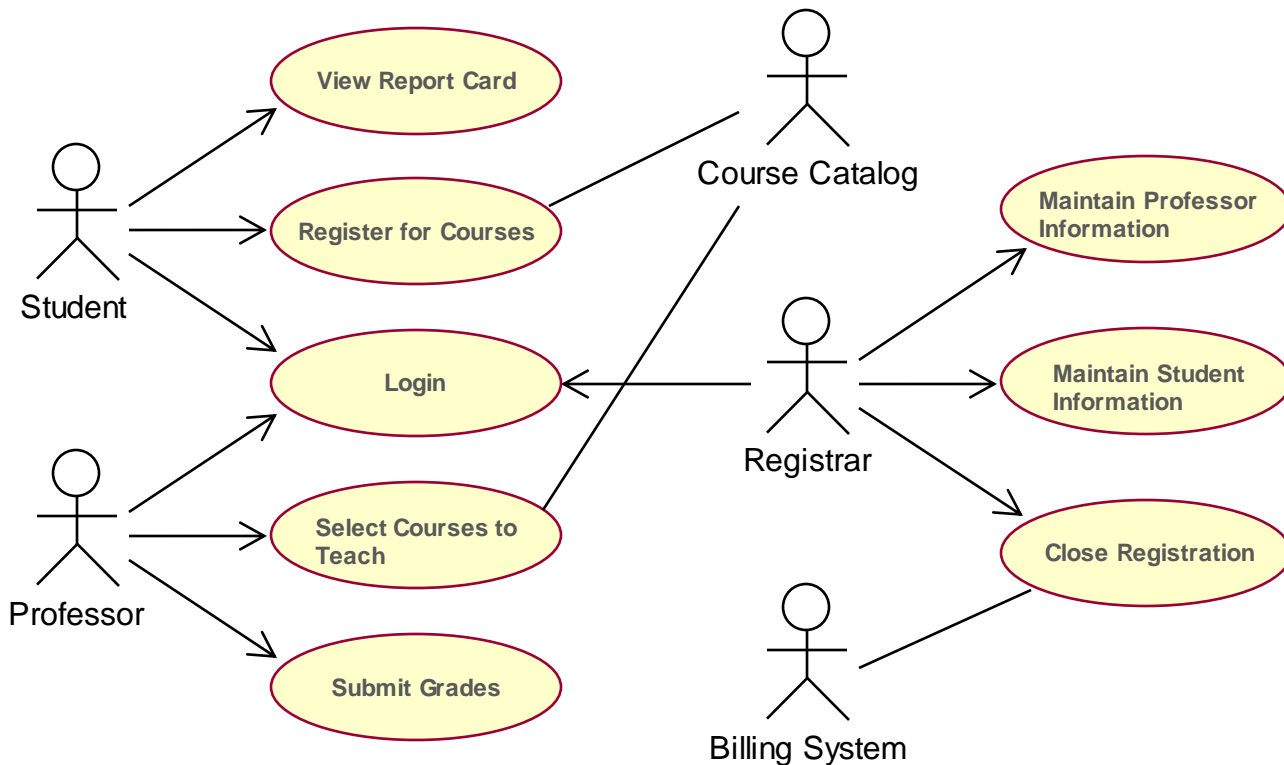 View Report Card
Course Catalog
Maintain Professor
Information
Register for Courses
Student
Login
Maintain Student
Information
Registrar
Select Courses to
Teach
Close Registration
Professor
Submit Grades
Billing System